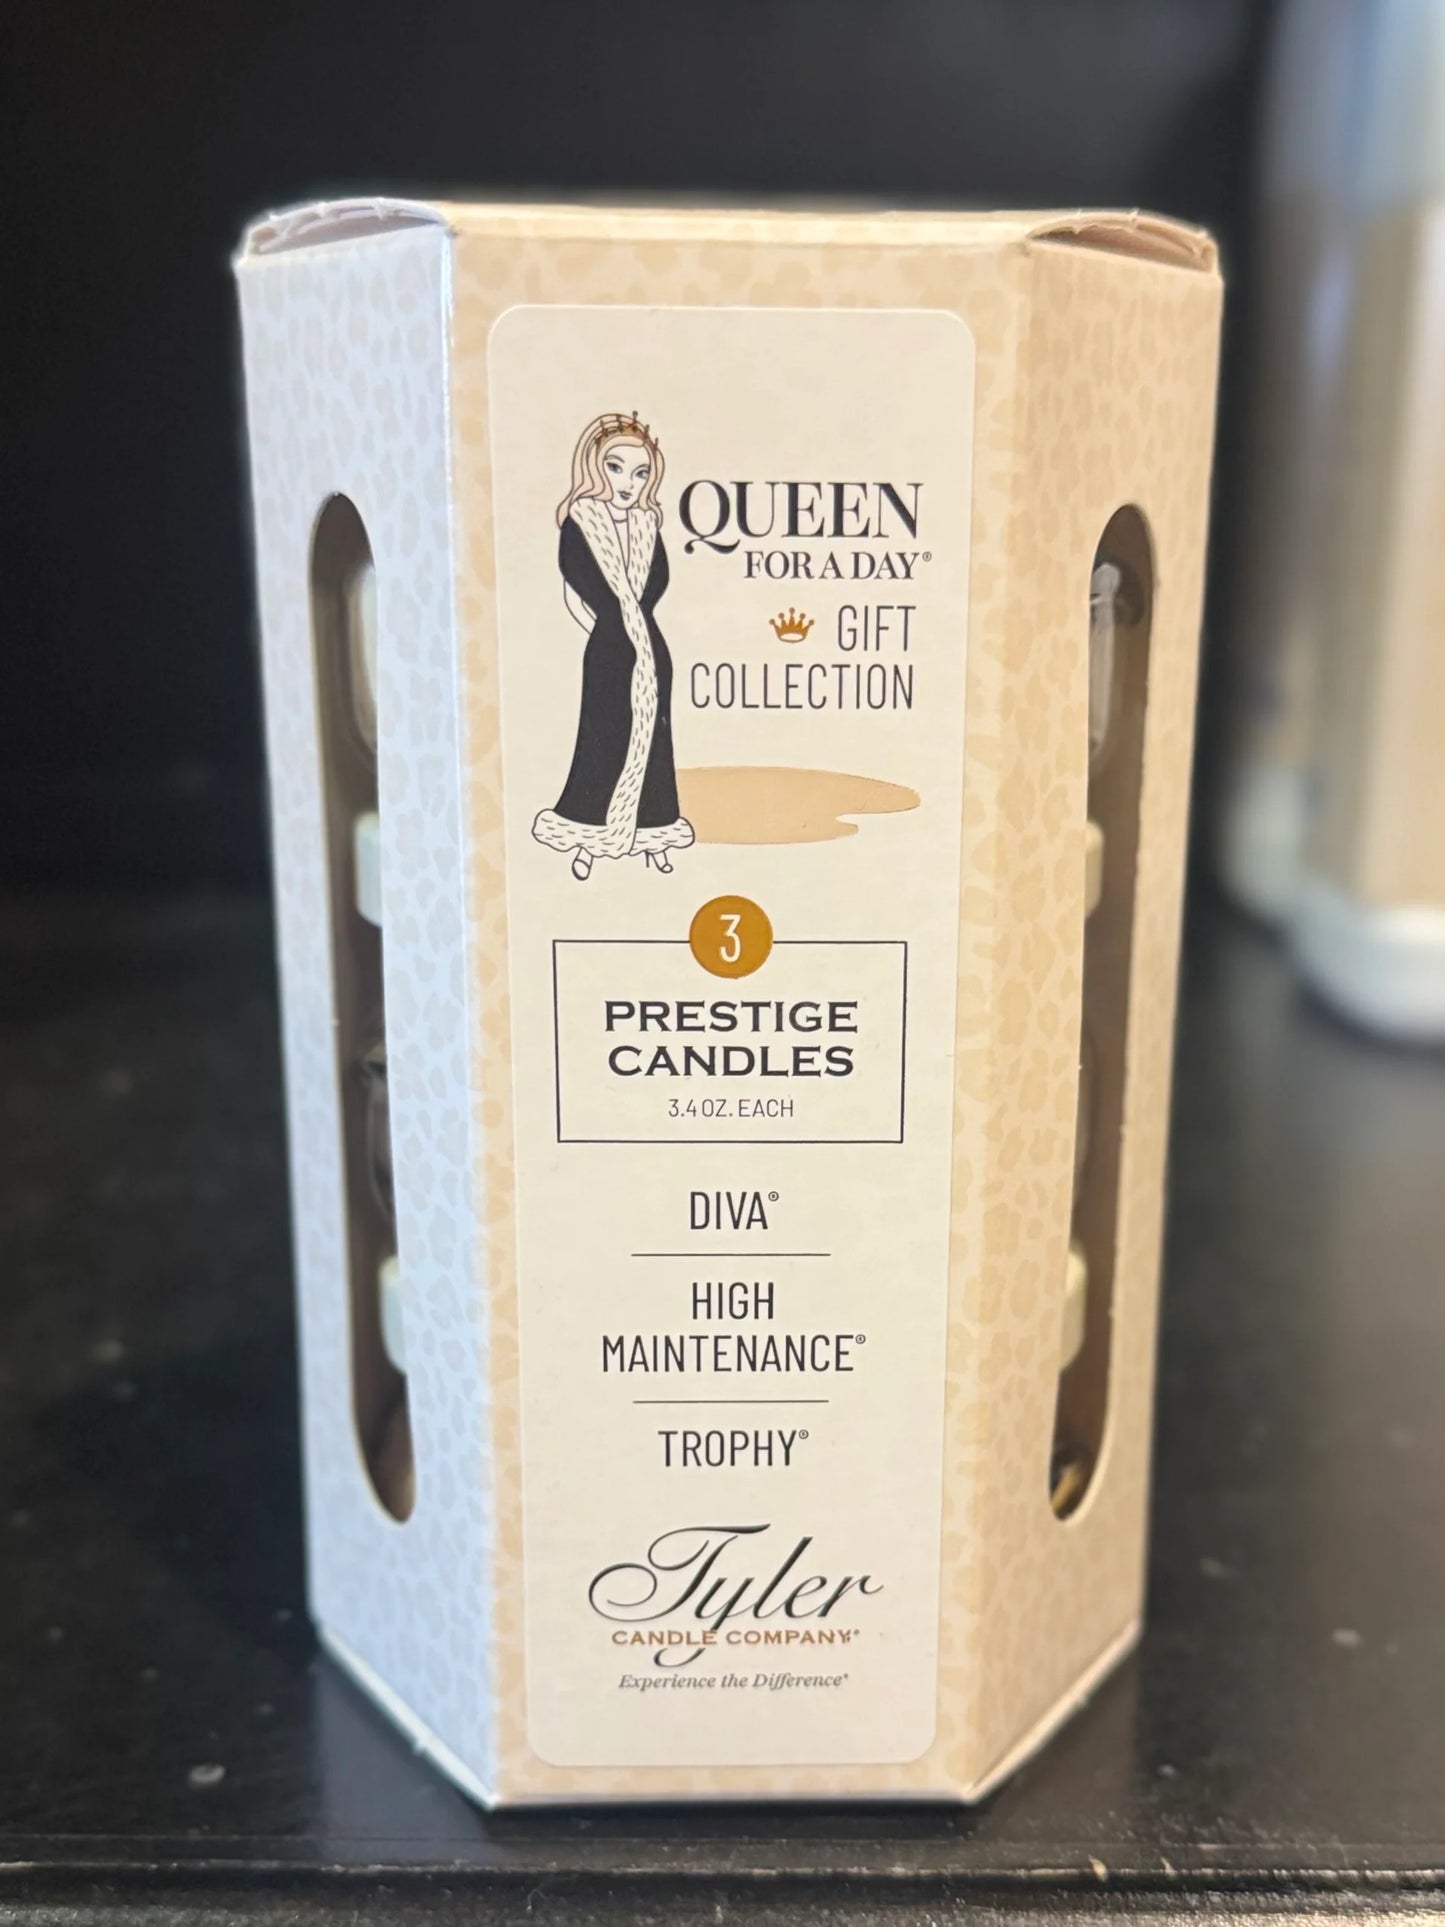 QUEEN
FOR A DAY®
GIFT
COLLECTION
3
PRESTIGE
CANDLES
3.4 OZ. EACH
DIVA®
HIGH
MAINTENANCE®
TROPHY®
Tyler
CANDLE COMPANY®
Experience the Difference®